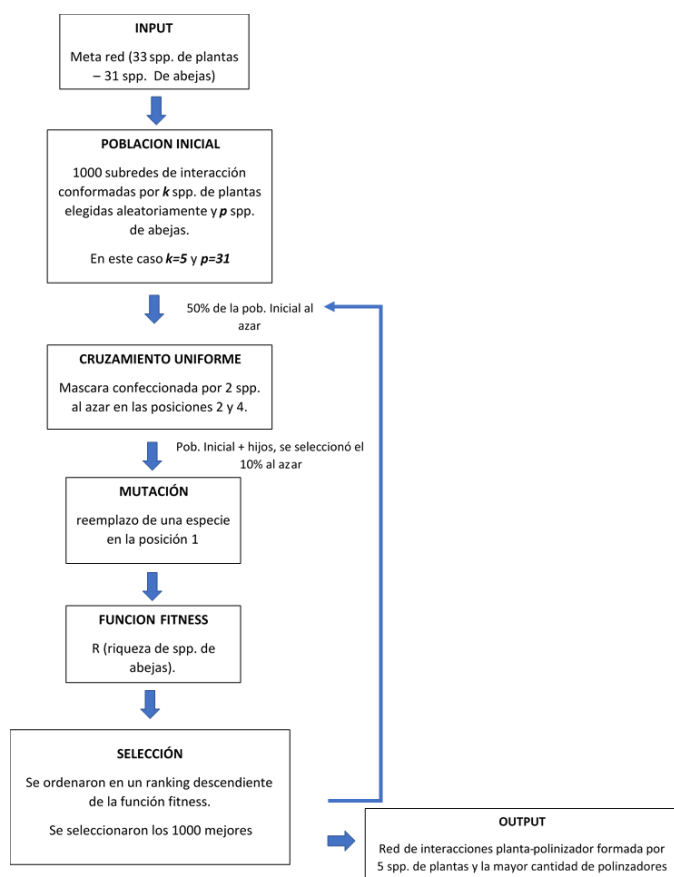 INPUT
Meta red (33 spp. de plantas
– 31 spp.  De abejas)
POBLACION INICIAL
1000 subredes de interacción
conformadas por k spp. de plantas
elegidas aleatoriamente y p spp.
de abejas.
En este caso k=5 y p=31
50% de la pob. Inicial al
azar
CRUZAMIENTO UNIFORME
Mascara confeccionada por 2 spp.
al azar en las posiciones 2 y 4.
Pob. Inicial + hijos, se seleccionó el
10% al azar
MUTACIÓN
reemplazo de una especie
en la posición 1
FUNCION FITNESS
R (riqueza de spp. de
abejas).
SELECCIÓN
Se ordenaron en un ranking descendiente
de la función fitness.
Se seleccionaron los 1000 mejores
OUTPUT
Red de interacciones planta-polinizador formada por
5 spp. de plantas y la mayor cantidad de polinzadores